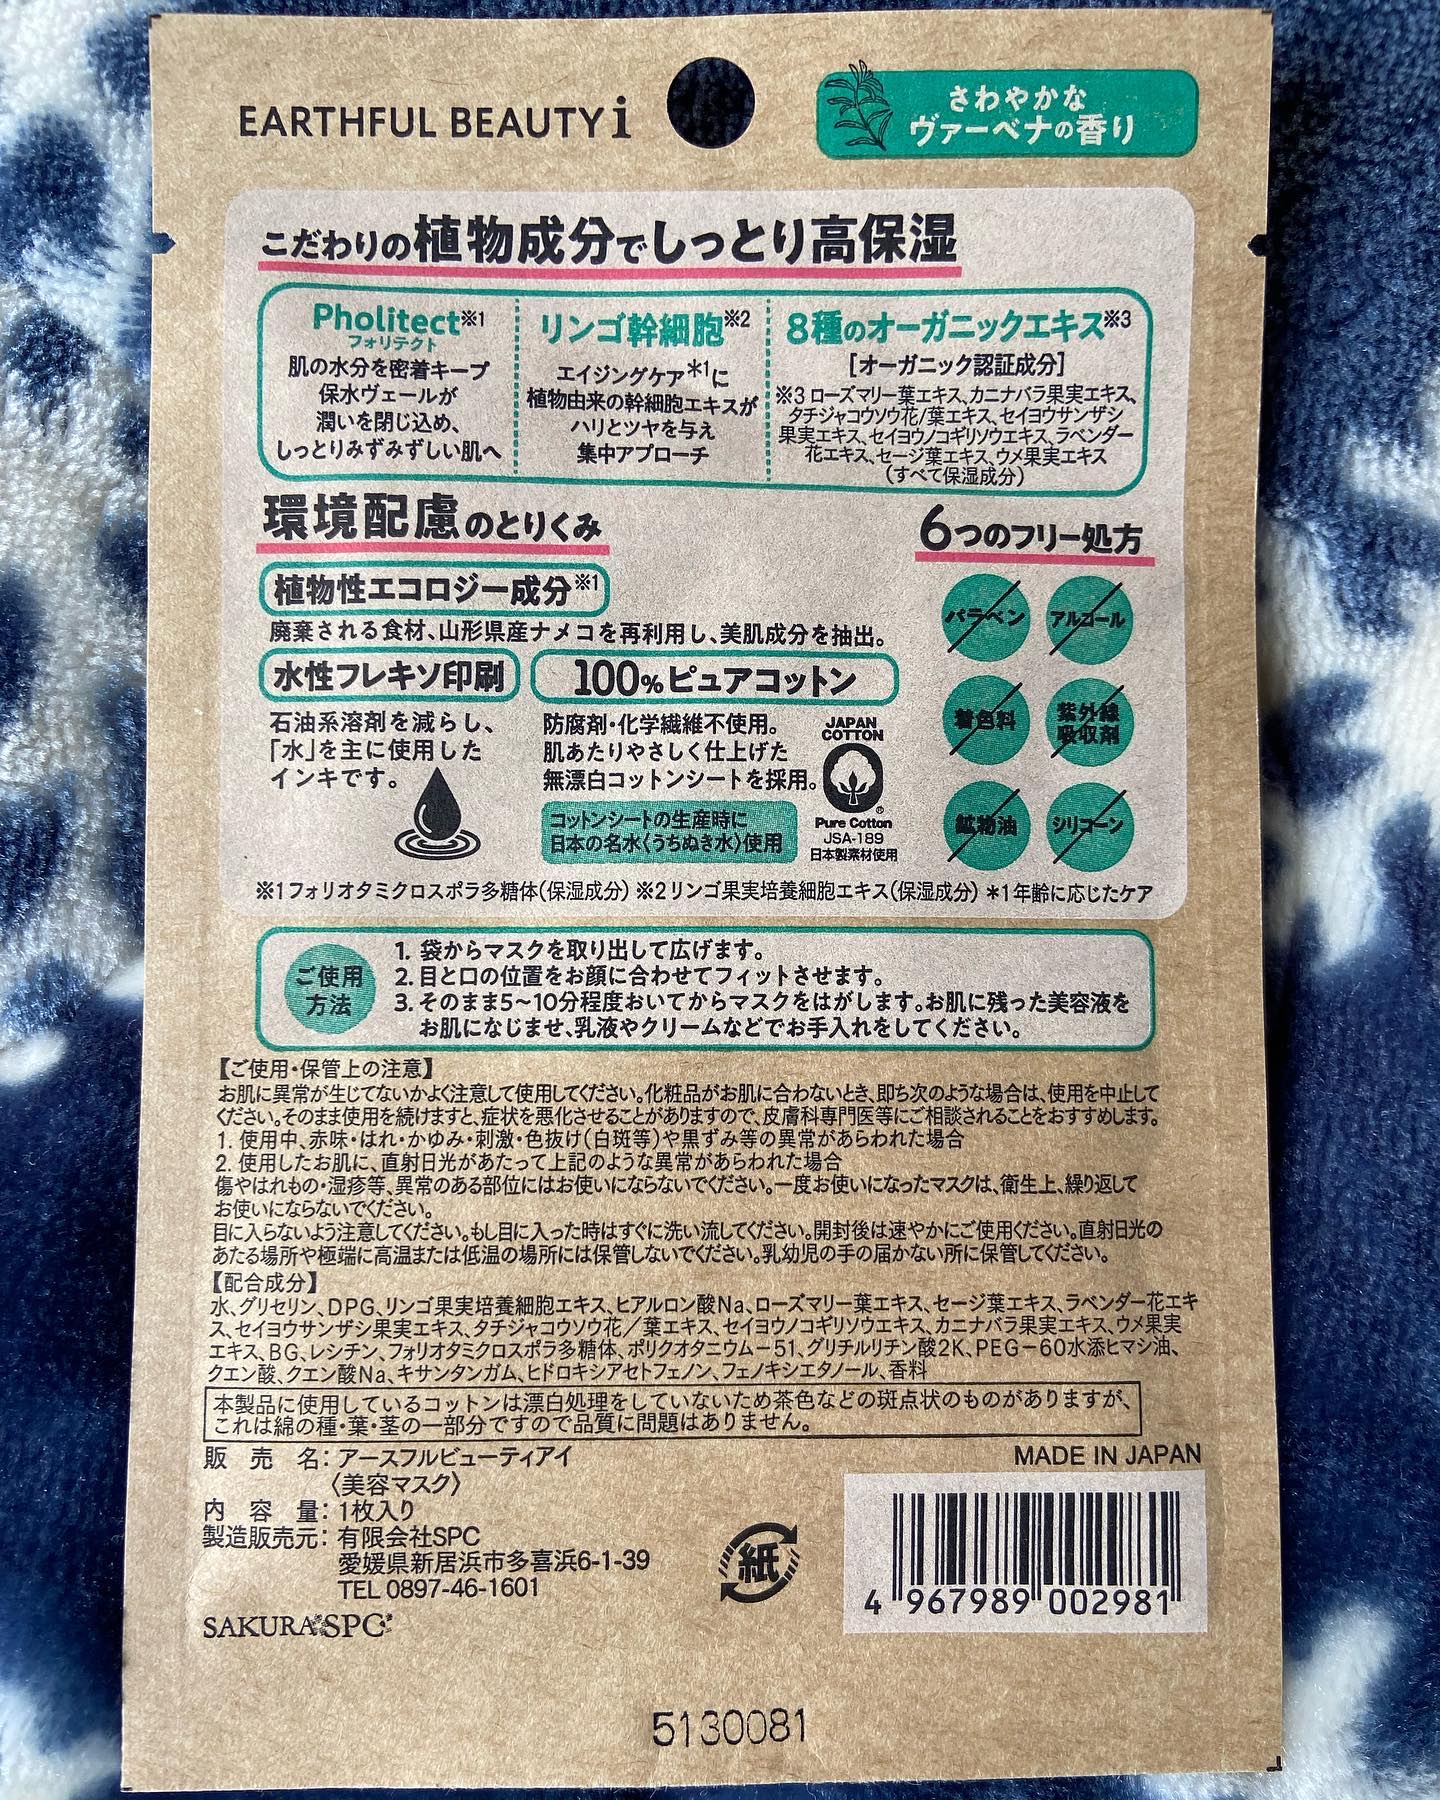 EARTHFUL BEAUTY i
さわやかな
ヴァーベナの香り
こだわりの植物成分でしっとり高保湿
Pholitect※1
フォリテクト
肌の水分を密着キープ
保水ヴェールが
潤いを閉じ込め、
しっとりみずみずしい肌へ
リンゴ幹細胞※2
エイジングケア*1に
植物由来の幹細胞エキスが
ハリとツヤを与え
集中アプローチ
8種のオーガニックエキス※3
[オーガニック認証成分]
※3 ローズマリー葉エキス、カニナバラ果実エキス、
タチジャコウソウ花/葉エキス、セイヨウサンザシ
果実エキス、セイヨウノコギリソウエキス、ラベンダー
花エキス、セージ葉エキス、ウメ果実エキス
(すべて保湿成分)
環境配慮のとりくみ
植物性エコロジー成分※1
廃棄される食材、山形県産ナメコを再利用し、美肌成分を抽出。
水性フレキソ印刷
石油系溶剤を減らし、
「水」を主に使用した
インキです。
100%ピュアコットン
防腐剤・化学繊維不使用。
肌あたりやさしく仕上げた
無漂白コットンシートを採用。
コットンシートの生産時に
日本の名水〈うちぬき水〉使用
JAPAN
COTTON
®
Pure Cotton
JSA-189
日本製素材使用
6つのフリー処方
パラベン
アルコール
着色料
紫外線
吸収剤
鉱物油
シリコーン
※1フォリオタミクロスポラ多糖体(保湿成分) ※2リンゴ果実培養細胞エキス(保湿成分) *1年齢に応じたケア
ご使用
方法
1. 袋からマスクを取り出して広げます。
2. 目と口の位置をお顔に合わせてフィットさせます。
3. そのまま5~10分程度おいてからマスクをはがします。お肌に残った美容液を
お肌になじませ、乳液やクリームなどでお手入れをしてください。
【ご使用・保管上の注意】
お肌に異常が生じてないかよく注意して使用してください。化粧品がお肌に合わないとき、即ち次のような場合は、使用を中止して
ください。そのまま使用を続けますと、症状を悪化させることがありますので、皮膚科専門医等にご相談されることをおすすめします。
1. 使用中、赤味・はれ・かゆみ・刺激・色抜け(白斑等)や黒ずみ等の異常があらわれた場合
2. 使用したお肌に、直射日光があたって上記のような異常があらわれた場合
傷やはれもの・湿疹等、異常のある部位にはお使いにならないでください。一度お使いになったマスクは、衛生上、繰り返して
お使いにならないでください。
目に入らないよう注意してください。もし目に入った時はすぐに洗い流してください。開封後は速やかにご使用ください。直射日光の
あたる場所や極端に高温または低温の場所には保管しないでください。乳幼児の手の届かない所に保管してください。
【配合成分】
水、グリセリン、DPG、リンゴ果実培養細胞エキス、ヒアルロン酸Na、ローズマリー葉エキス、セージ葉エキス、ラベンダー花エキ
ス、セイヨウサンザシ果実エキス、タチジャコウソウ花/葉エキス、セイヨウノコギリソウエキス、カニナバラ果実エキス、ウメ果実
エキス、BG、レシチン、フォリオタミクロスポラ多糖体、ポリクオタニウム-51、グリチルリチン酸2K、PEG-60水添ヒマシ油、
クエン酸、クエン酸Na、キサンタンガム、ヒドロキシアセトフェノン、フェノキシエタノール、香料
本製品に使用しているコットンは漂白処理をしていないため茶色などの斑点状のものがありますが、
これは綿の種・葉・茎の一部分ですので品質に問題はありません。
販 売 名: アースフルビューティアイ
〈美容マスク〉
内 容 量: 1枚入り
製造販売元: 有限会社SPC
愛媛県新居浜市多喜浜6-1-39
TEL 0897-46-1601
SAKURA SPC
紙
MADE IN JAPAN
4 967989 002981
5130081